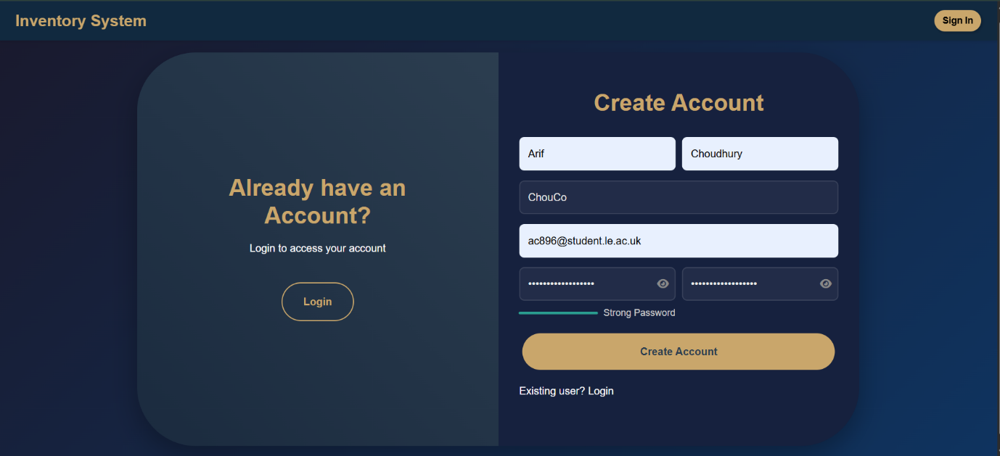 Inventory System
Sign In
Already have an
Account?
Login to access your account
Login
Create Account
Arif
Choudhury
ChouCo
ac896@student.le.ac.uk
••••••••••••••••••
••••••••••••••••••
Strong Password
Create Account
Existing user? Login